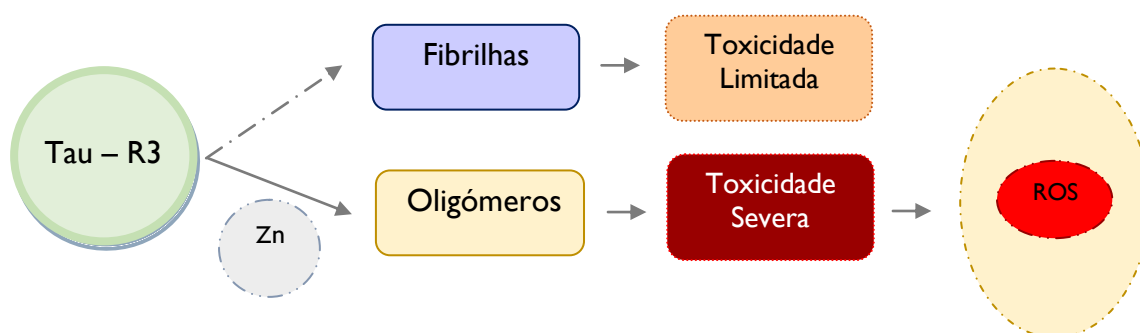 Tau – R3
Fibrilhas
Toxicidade
Limitada
Zn
Oligómeros
Toxicidade
Severa
ROS